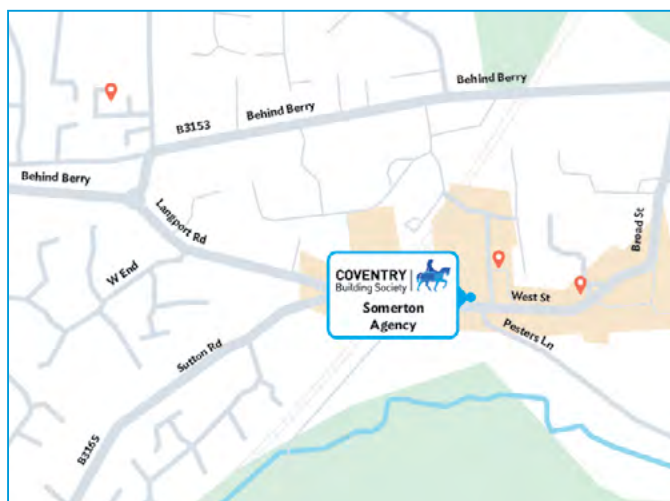 Behind Berry
Behind Berry
B3153
Behind Berry
Langport Rd
Broad St
W End
COVENTRY
Building Society
Somerton
Agency
West St
Pesters Ln
Sutton Rd
B3165